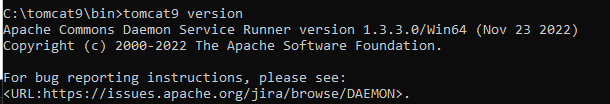 C:\tomcat9\bin>tomcat9 version
Apache Commons Daemon Service Runner version 1.3.3.0/Win64 (Nov 23 2022)
Copyright (c) 2000-2022 The Apache Software Foundation.
For bug reporting instructions, please see:
<URL:https://issues.apache.org/jira/browse/DAEMON>.